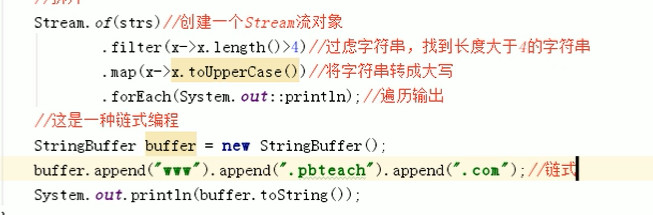 Stream.of(strs)//创建一个Stream流对象
.filter(x->x.length()>4)//过虑字符串，找到长度大于4的字符串
.map(x->x.toUpperCase())//将字符串转成大写
.forEach(System.out::println);//遍历输出
//这是一种链式编程
StringBuffer buffer = new StringBuffer();
buffer.append("www").append(".pbteach").append(".com");//链式
System.out.println(buffer.toString());